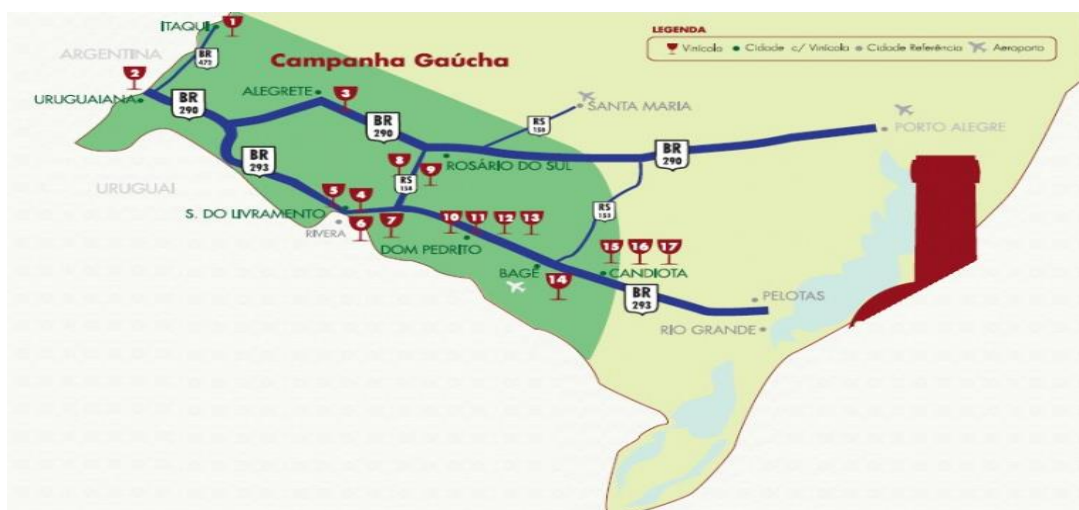 LEGENDA
Vinícola Cidade c/ Vinícola Cidade Referência Aeroporto
ITAQUI
1
ARGENTINA
BR
472
Campanha Gaúcha
2
URUGUAIANA
BR
290
ALEGRETE
3
BR
290
SANTA MARIA
RS
158
PORTO ALEGRE
BR
290
ROSÁRIO DO SUL
8
9
BR
293
RS
158
URUGUAI
5
4
S. DO LIVRAMENTO
RIVERA
6
7
10
11
12
13
DOM PEDRITO
RS
153
15
16
17
BAGÉ
14
CANDIOTA
BR
293
PELOTAS
RIO GRANDE